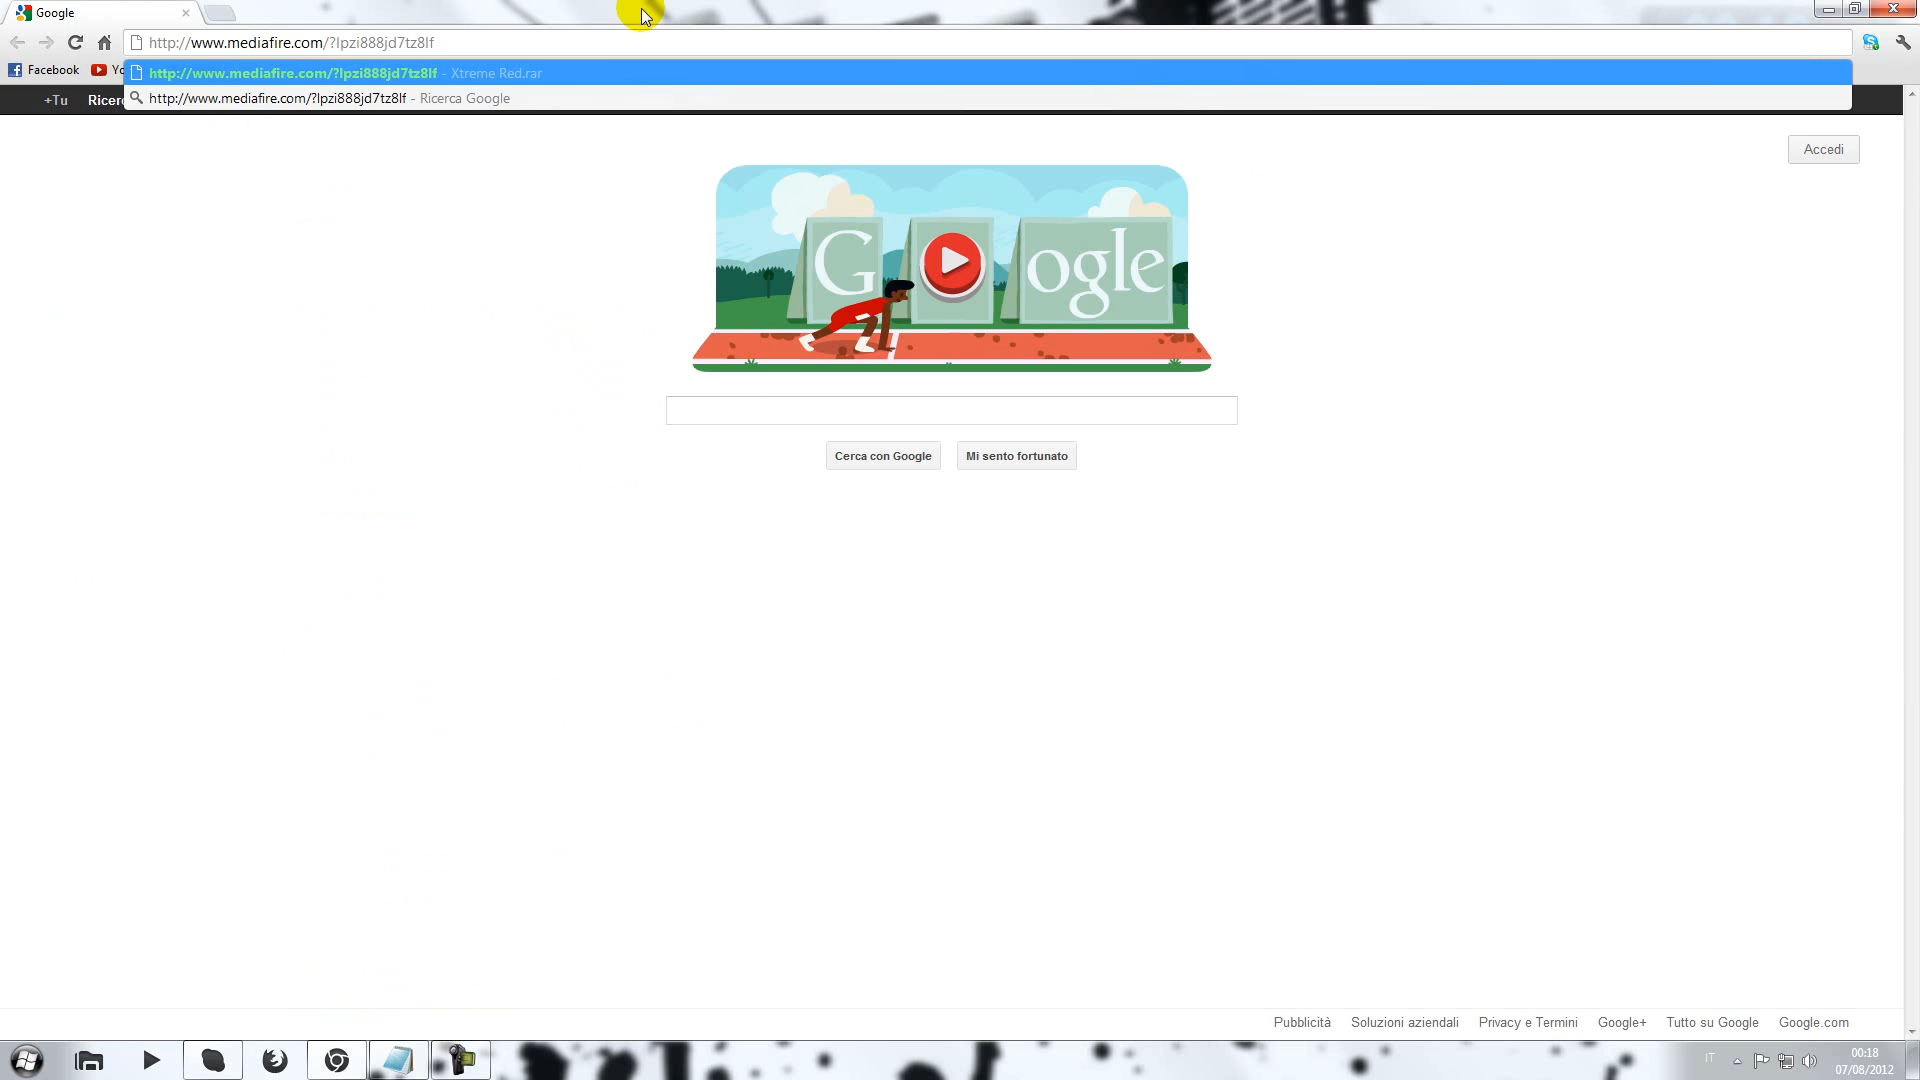 Google
http://www.mediafire.com/?lpzi888jd7tz8lf
Facebook
http://www.mediafire.com/?lpzi888jd7tz8lf - Xtreme Red.rar
+Tu
http://www.mediafire.com/?lpzi888jd7tz8lf - Ricerca Google
Accedi
G ogle
Cerca con Google
Mi sento fortunato
Pubblicità
Soluzioni aziendali
Privacy e Termini
Google+
Tutto su Google
Google.com
IT
00:18
07/08/2012